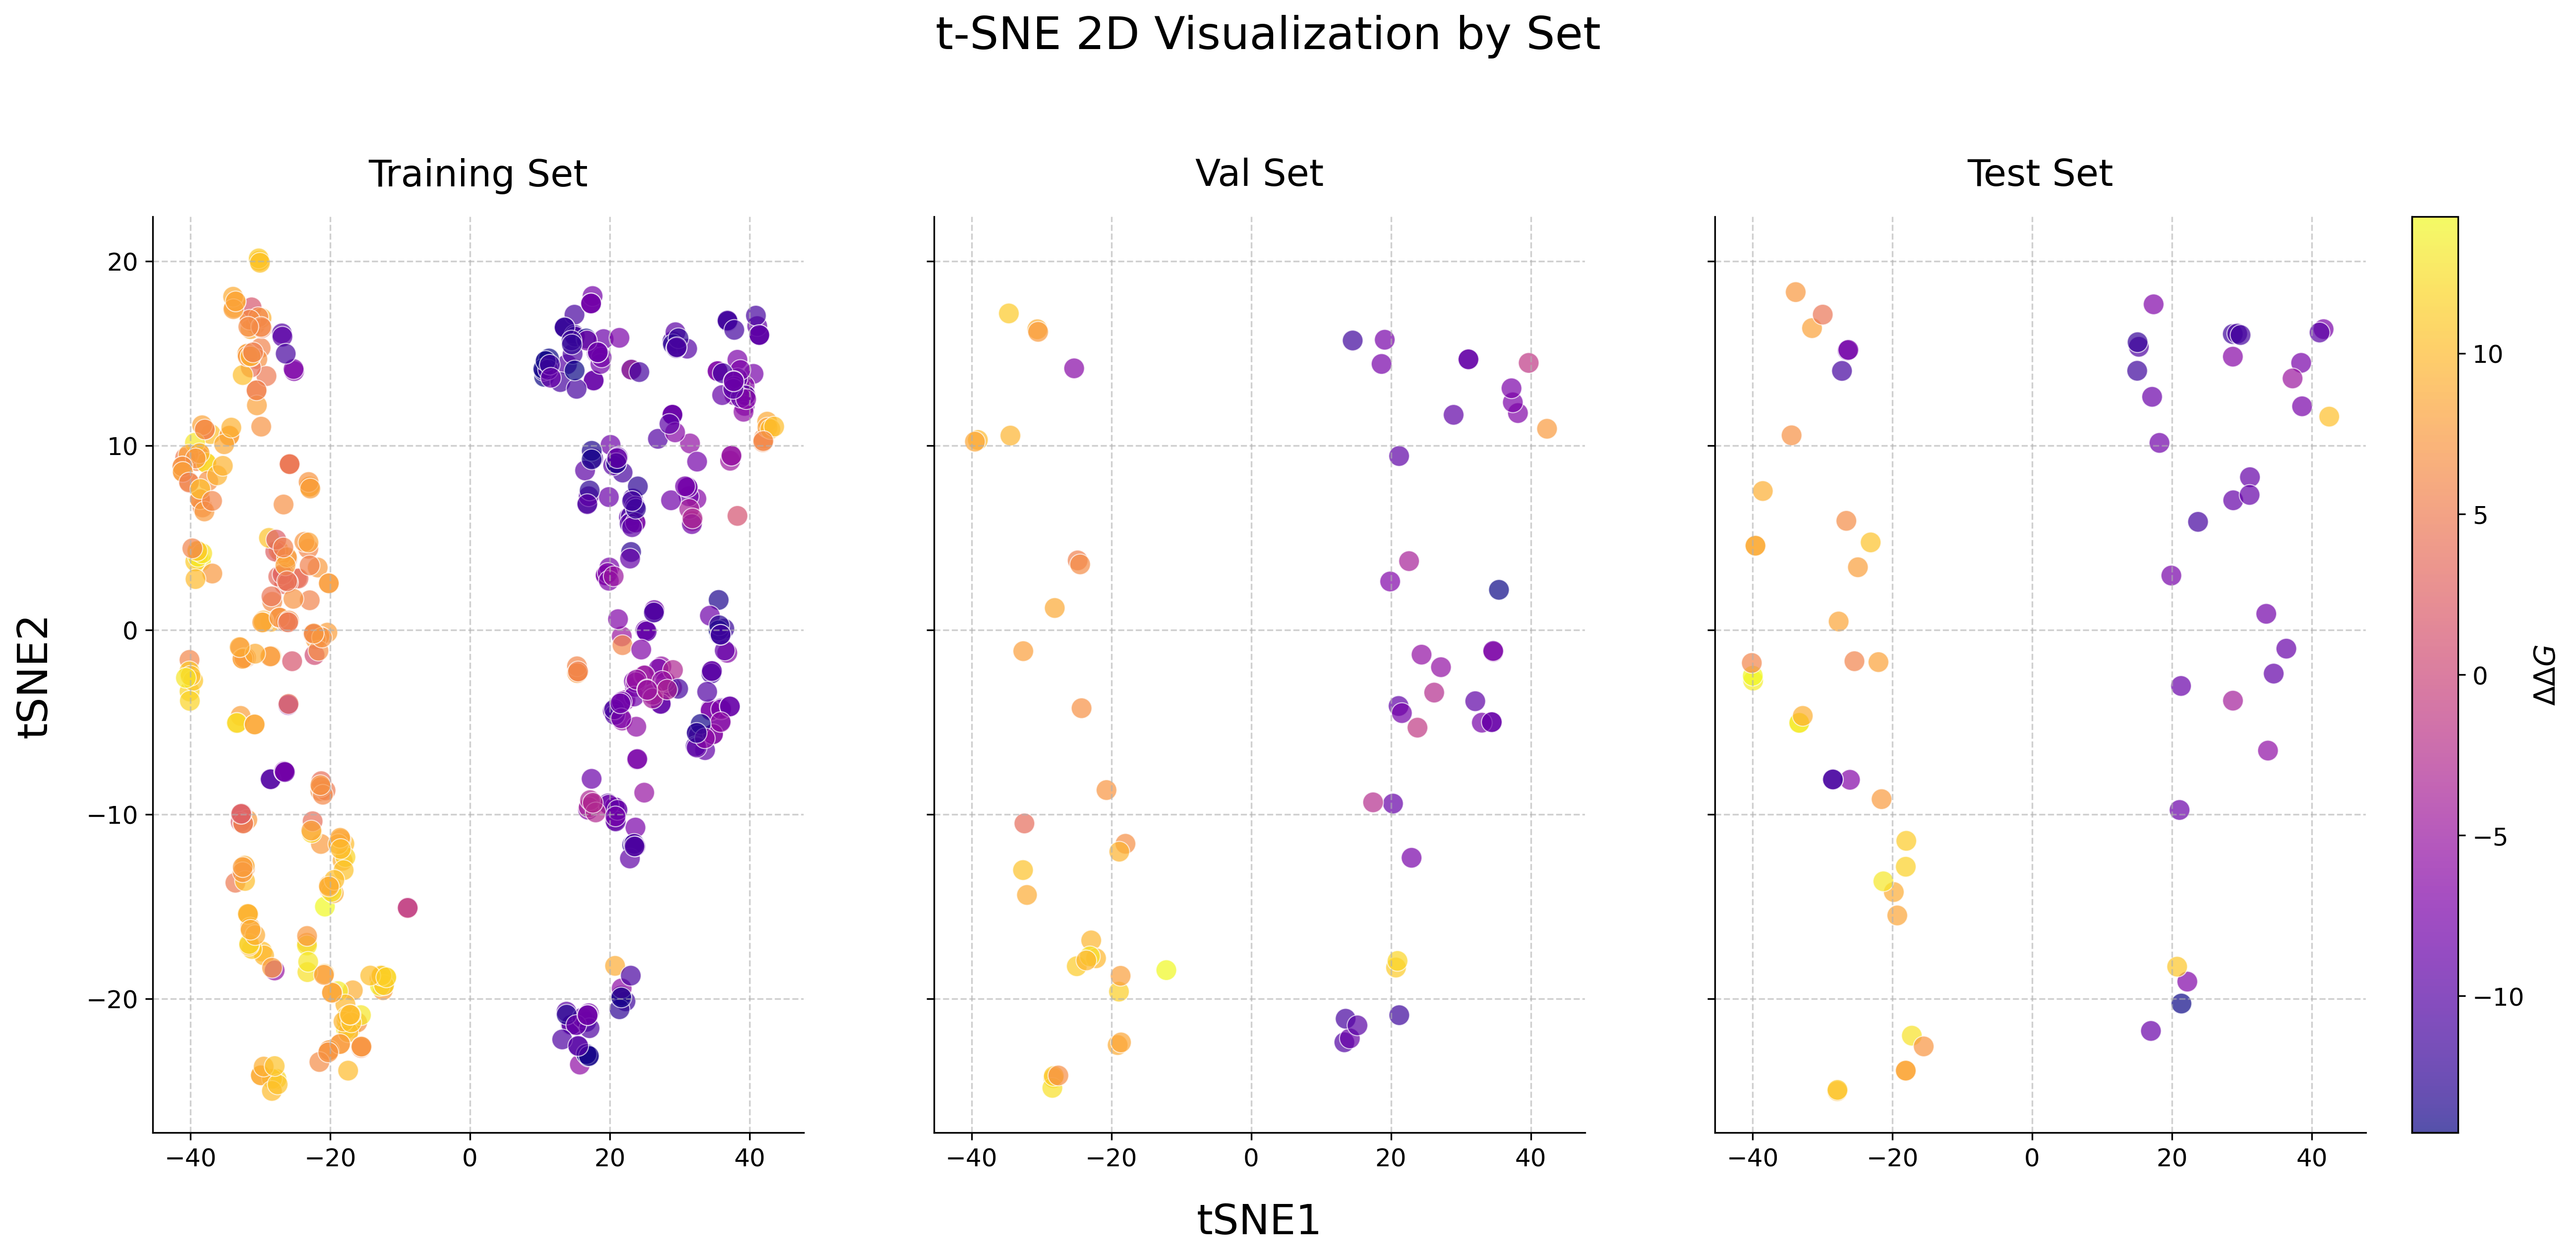 t-SNE 2D Visualization by Set
Training Set
Val Set
Test Set
20
10
0
−10
−20
tSNE2
−40 −20 0 20 40
−40 −20 0 20 40
−40 −20 0 20 40
tSNE1
10
5
0
−5
−10
ΔΔG